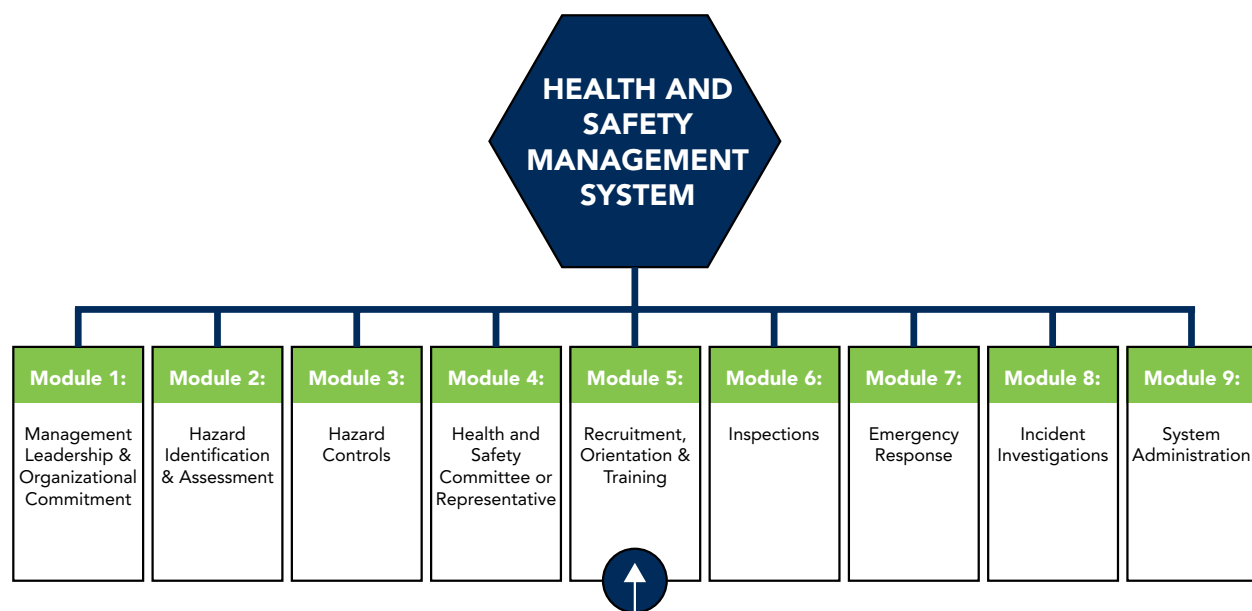 HEALTH AND
SAFETY
MANAGEMENT
SYSTEM
Module 1:
Management
Leadership &
Organizational
Commitment
Module 2:
Hazard
Identification
& Assessment
Module 3:
Hazard
Controls
Module 4:
Health and
Safety
Committee or
Representative
Module 5:
Recruitment,
Orientation &
Training
Module 6:
Inspections
Module 7:
Emergency
Response
Module 8:
Incident
Investigations
Module 9:
System
Administration